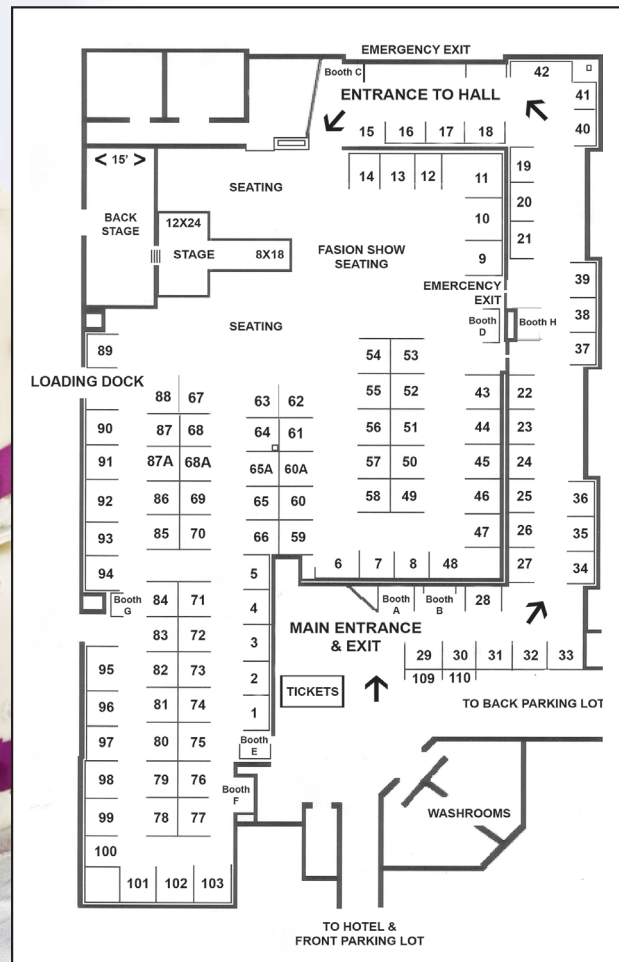 EMERGENCY EXIT
Booth C
42
ENTRANCE TO HALL
41
40
15 16 17 18
< 15' >
14 13 12 11
19
SEATING
20
10
BACK
STAGE
12X24
21
STAGE
8X18
FASION SHOW
SEATING
9
39
EMERCENCY
EXIT
38
Booth
D
Booth H
SEATING
37
89
54 53
LOADING DOCK
88 67
63 62
55 52
43 22
90
87 68
64 61
56 51
44 23
91
87A 68A
65A 60A
57 50
45 24
92
86 69
65 60
58 49
46 25
36
93
85 70
66 59
47 26
35
94
5
6 7 8 48
27
34
Booth
G
84 71
4
Booth
A
Booth
B
28
83 72
3
MAIN ENTRANCE
& EXIT
95
82 73
2
29 30 31 32 33
109 110
96
81 74
1
TICKETS
TO BACK PARKING LOT
97
80 75
Booth
E
98
79 76
Booth
F
99
78 77
WASHROOMS
100
101 102 103
TO HOTEL &
FRONT PARKING LOT